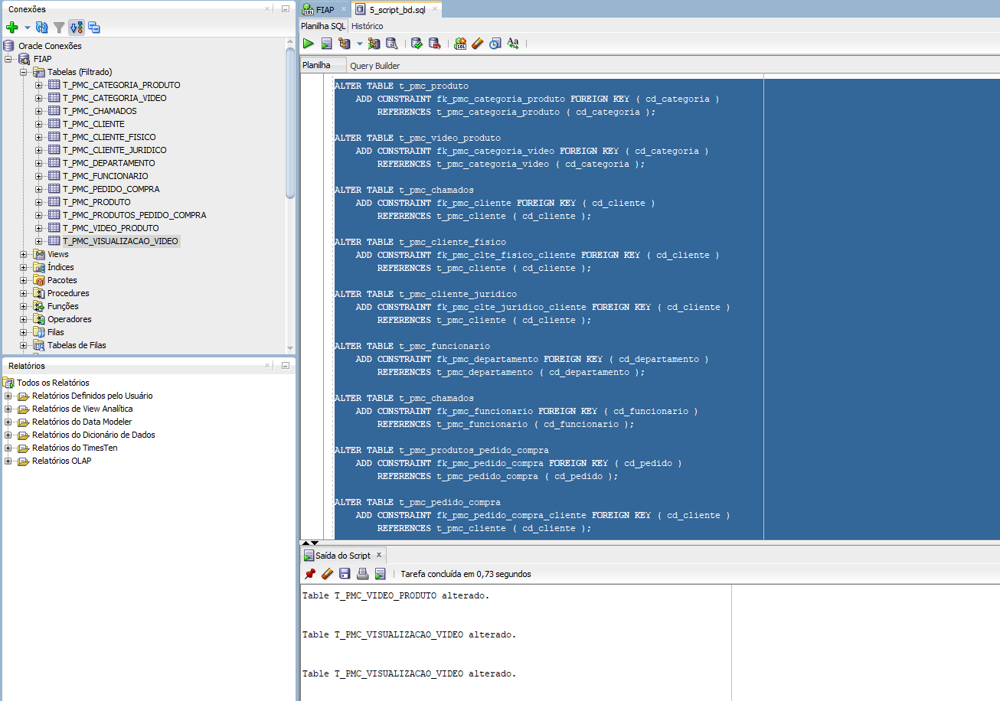 Conexões
Oracle Conexões
FIAP
Tabelas (Filtrado)
T_PMC_CATEGORIA_PRODUTO
T_PMC_CATEGORIA_VIDEO
T_PMC_CHAMADOS
T_PMC_CLIENTE
T_PMC_CLIENTE_FISICO
T_PMC_CLIENTE_JURIDICO
T_PMC_DEPARTAMENTO
T_PMC_FUNCIONARIO
T_PMC_PEDIDO_COMPRA
T_PMC_PRODUTO
T_PMC_PRODUTOS_PEDIDO_COMPRA
T_PMC_VIDEO_PRODUTO
T_PMC_VISUALIZACAO_VIDEO
Views
Índices
Pacotes
Procedures
Funções
Operadores
Filas
Tabelas de Filas
Relatórios
Todos os Relatórios
Relatórios Definidos pelo Usuário
Relatórios de View Analítica
Relatórios do Data Modeler
Relatórios do Dicionário de Dados
Relatórios do TimesTen
Relatórios OLAP
FIAP 5_script_bd.sql
Planilha SQL Histórico
Planilha Query Builder
ALTER TABLE t_pmc_produto
    ADD CONSTRAINT fk_pmc_categoria_produto FOREIGN KEY ( cd_categoria )
        REFERENCES t_pmc_categoria_produto ( cd_categoria );
ALTER TABLE t_pmc_video_produto
    ADD CONSTRAINT fk_pmc_categoria_video FOREIGN KEY ( cd_categoria )
        REFERENCES t_pmc_categoria_video ( cd_categoria );
ALTER TABLE t_pmc_chamados
    ADD CONSTRAINT fk_pmc_cliente FOREIGN KEY ( cd_cliente )
        REFERENCES t_pmc_cliente ( cd_cliente );
ALTER TABLE t_pmc_cliente_fisico
    ADD CONSTRAINT fk_pmc_clte_fisico_cliente FOREIGN KEY ( cd_cliente )
        REFERENCES t_pmc_cliente ( cd_cliente );
ALTER TABLE t_pmc_cliente_juridico
    ADD CONSTRAINT fk_pmc_clte_juridico_cliente FOREIGN KEY ( cd_cliente )
        REFERENCES t_pmc_cliente ( cd_cliente );
ALTER TABLE t_pmc_funcionario
    ADD CONSTRAINT fk_pmc_departamento FOREIGN KEY ( cd_departamento )
        REFERENCES t_pmc_departamento ( cd_departamento );
ALTER TABLE t_pmc_chamados
    ADD CONSTRAINT fk_pmc_funcionario FOREIGN KEY ( cd_funcionario )
        REFERENCES t_pmc_funcionario ( cd_funcionario );
ALTER TABLE t_pmc_produtos_pedido_compra
    ADD CONSTRAINT fk_pmc_pedido_compra FOREIGN KEY ( cd_pedido )
        REFERENCES t_pmc_pedido_compra ( cd_pedido );
ALTER TABLE t_pmc_pedido_compra
    ADD CONSTRAINT fk_pmc_pedido_compra_cliente FOREIGN KEY ( cd_cliente )
        REFERENCES t_pmc_cliente ( cd_cliente );
Saída do Script
Tarefa concluída em 0,73 segundos
Table T_PMC_VIDEO_PRODUTO alterado.
Table T_PMC_VISUALIZACAO_VIDEO alterado.
Table T_PMC_VISUALIZACAO_VIDEO alterado.